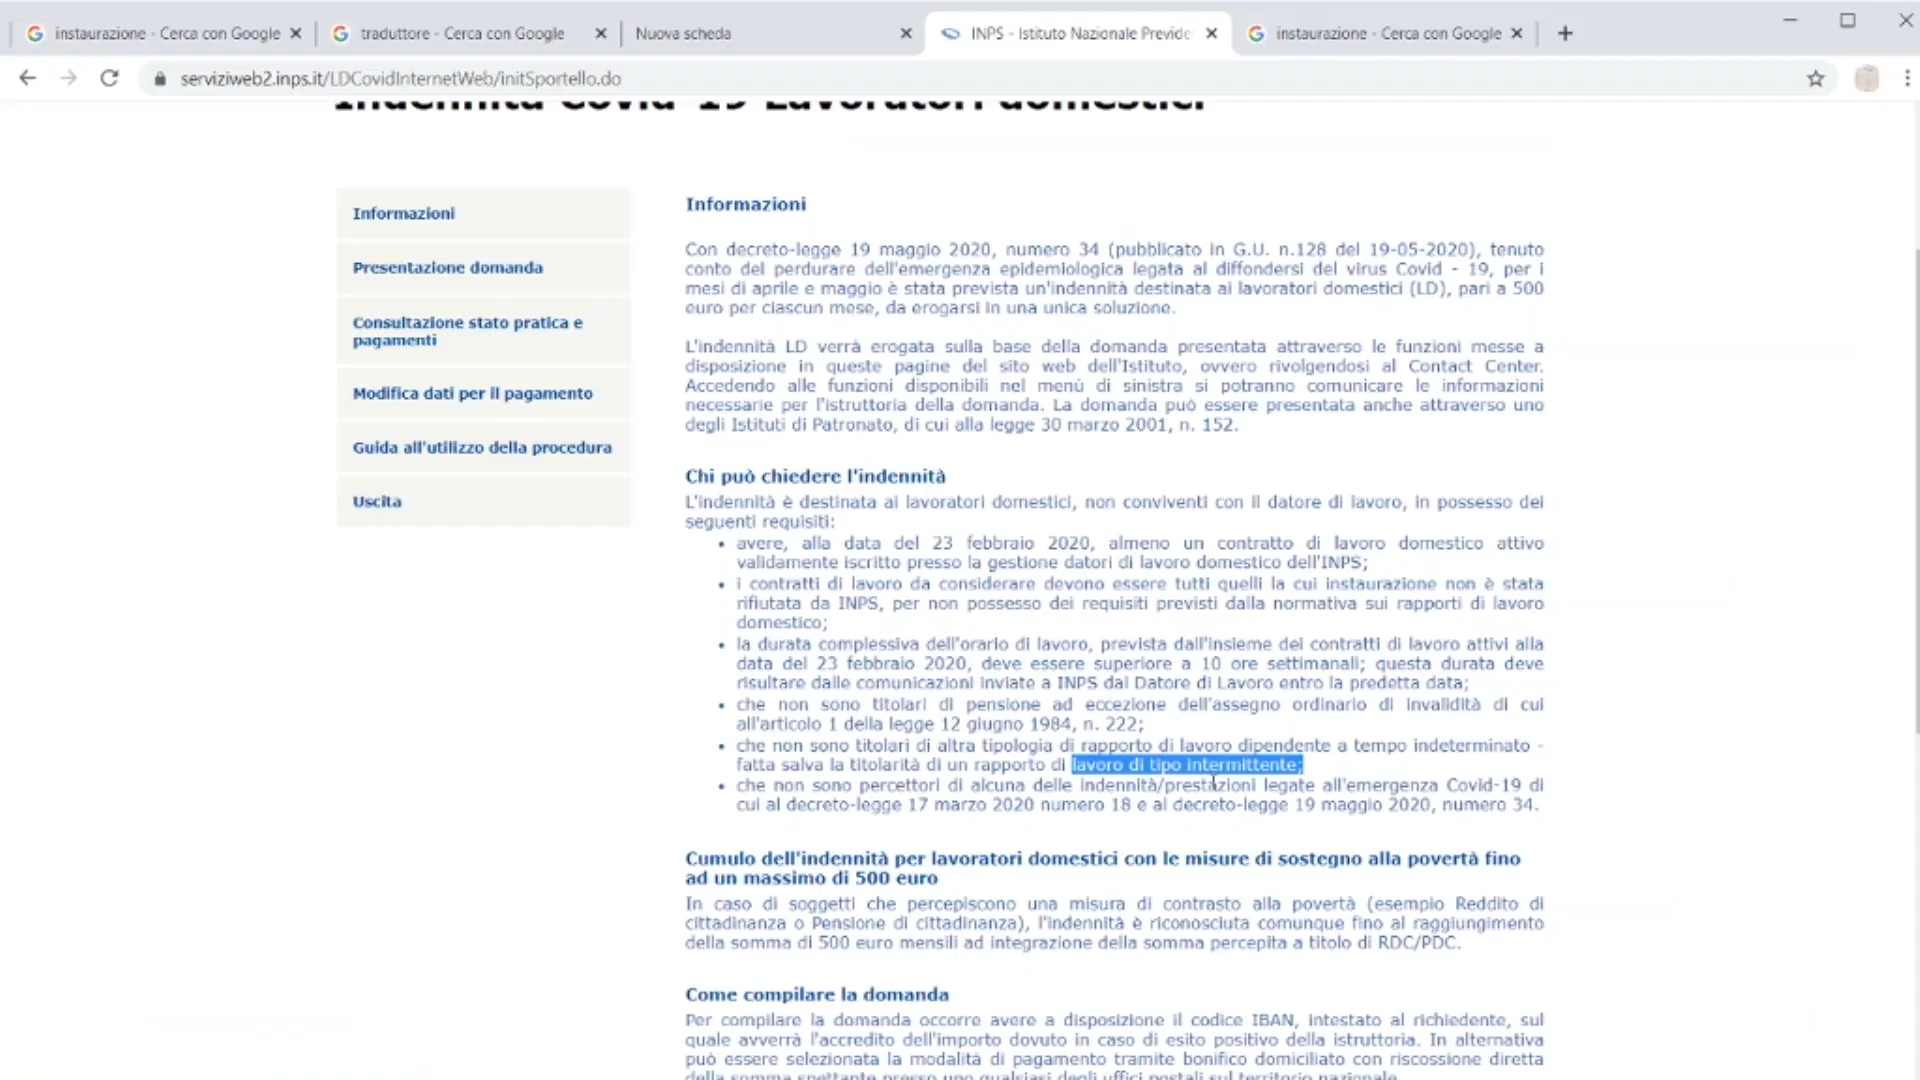 instaurazione - Cerca con Google
traduttore - Cerca con Google
Nuova scheda
INPS - Istituto Nazionale Previde
instaurazione - Cerca con Google
serviziweb2.inps.it/LDCovidInternetWeb/initSportello.do
Indennità Covid-19 Lavoratori domestici
Informazioni
Presentazione domanda
Consultazione stato pratica e
pagamenti
Modifica dati per il pagamento
Guida all'utilizzo della procedura
Uscita
Informazioni
Con decreto-legge 19 maggio 2020, numero 34 (pubblicato in G.U. n.128 del 19-05-2020), tenuto
conto del perdurare dell'emergenza epidemiologica legata al diffondersi del virus Covid - 19, per i
mesi di aprile e maggio è stata prevista un'indennità destinata ai lavoratori domestici (LD), pari a 500
euro per ciascun mese, da erogarsi in una unica soluzione.
L'indennità LD verrà erogata sulla base della domanda presentata attraverso le funzioni messe a
disposizione in queste pagine del sito web dell'Istituto, ovvero rivolgendosi al Contact Center.
Accedendo alle funzioni disponibili nel menù di sinistra si potranno comunicare le informazioni
necessarie per l'istruttoria della domanda. La domanda può essere presentata anche attraverso uno
degli Istituti di Patronato, di cui alla legge 30 marzo 2001, n. 152.
Chi può chiedere l'indennità
L'indennità è destinata ai lavoratori domestici, non conviventi con il datore di lavoro, in possesso dei
seguenti requisiti:
• avere, alla data del 23 febbraio 2020, almeno un contratto di lavoro domestico attivo
validamente iscritto presso la gestione datori di lavoro domestico dell'INPS;
• i contratti di lavoro da considerare devono essere tutti quelli la cui instaurazione non è stata
rifiutata da INPS, per non possesso dei requisiti previsti dalla normativa sui rapporti di lavoro
domestico;
• la durata complessiva dell'orario di lavoro, prevista dall'insieme dei contratti di lavoro attivi alla
data del 23 febbraio 2020, deve essere superiore a 10 ore settimanali; questa durata deve
risultare dalle comunicazioni inviate a INPS dal Datore di Lavoro entro la predetta data;
• che non sono titolari di pensione ad eccezione dell'assegno ordinario di invalidità di cui
all'articolo 1 della legge 12 giugno 1984, n. 222;
• che non sono titolari di altra tipologia di rapporto di lavoro dipendente a tempo indeterminato -
fatta salva la titolarità di un rapporto di lavoro di tipo intermittente;
• che non sono percettori di alcuna delle indennità/prestazioni legate all'emergenza Covid-19 di
cui al decreto-legge 17 marzo 2020 numero 18 e al decreto-legge 19 maggio 2020, numero 34.
Cumulo dell'indennità per lavoratori domestici con le misure di sostegno alla povertà fino
ad un massimo di 500 euro
In caso di soggetti che percepiscono una misura di contrasto alla povertà (esempio Reddito di
cittadinanza o Pensione di cittadinanza), l'indennità è riconosciuta comunque fino al raggiungimento
della somma di 500 euro mensili ad integrazione della somma percepita a titolo di RDC/PDC.
Come compilare la domanda
Per compilare la domanda occorre avere a disposizione il codice IBAN, intestato al richiedente, sul
quale avverrà l'accredito dell'importo dovuto in caso di esito positivo della istruttoria. In alternativa
può essere selezionata la modalità di pagamento tramite bonifico domiciliato con riscossione diretta
della somma spettante presso uno qualsiasi degli uffici postali sul territorio nazionale.